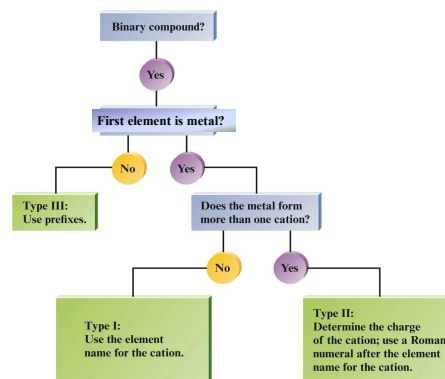 Binary compound?
Yes
First element is metal?
No
Yes
Type III:
Use prefixes.
Does the metal form
more than one cation?
No
Yes
Type I:
Use the element
name for the cation.
Type II:
Determine the charge
of the cation; use a Roman
numeral after the element
name for the cation.